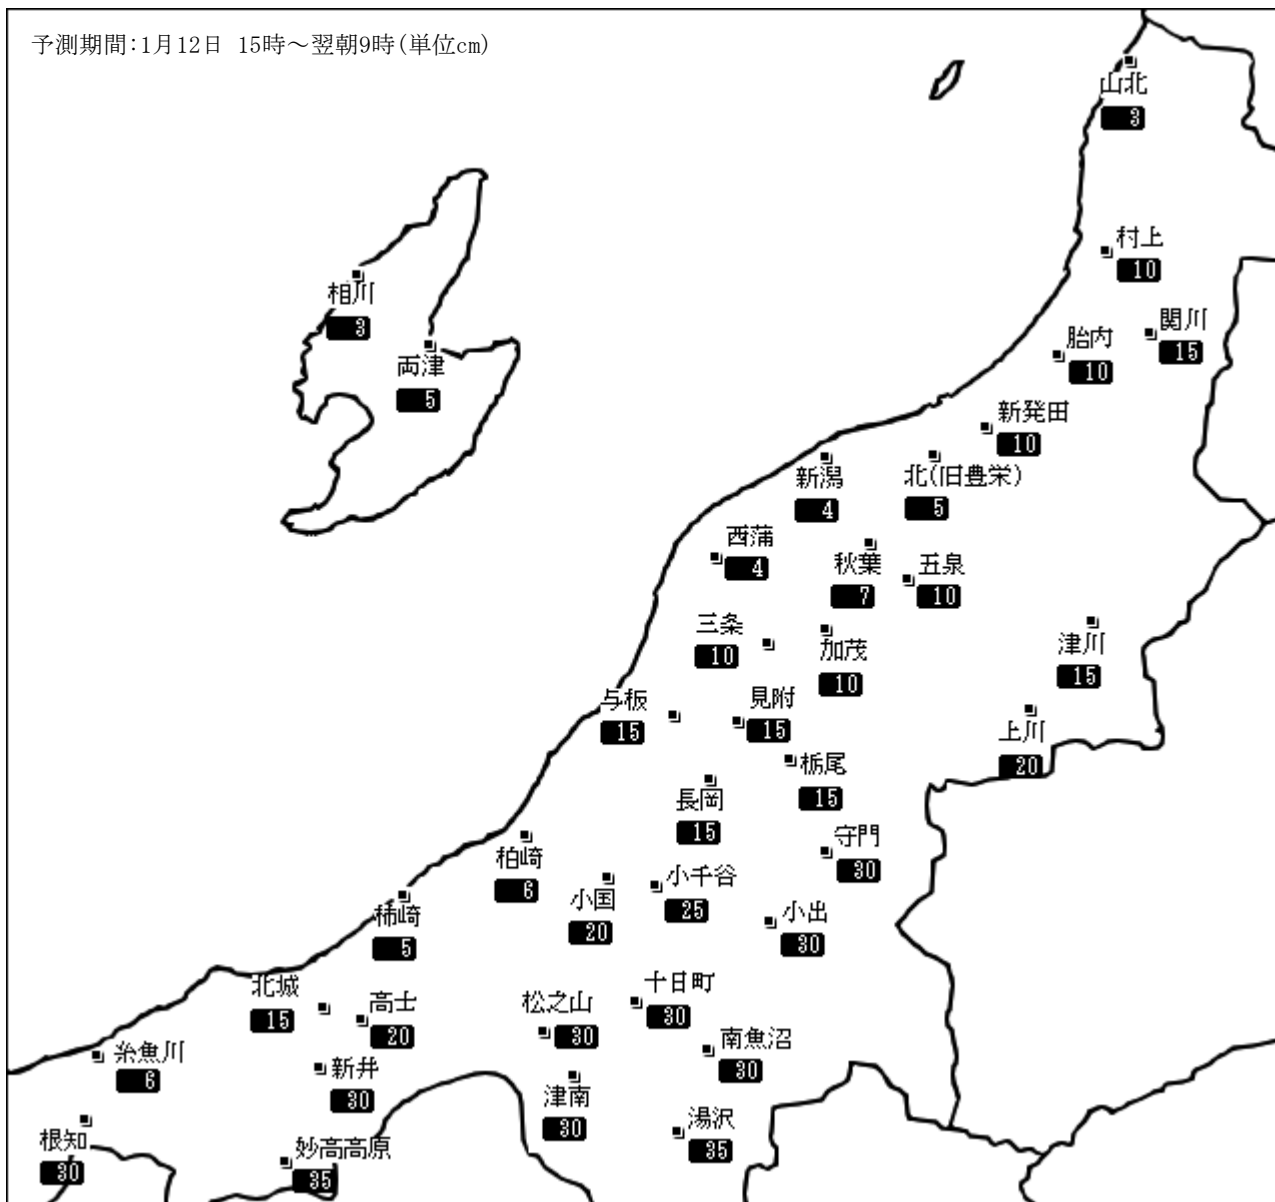 予測期間:1月12日 15時～翌朝9時(単位cm)
山北
3
村上
10
相川
3
関川
15
胎内
10
両津
5
新発田
10
新潟
4
北(旧豊栄)
5
西蒲
4
秋葉
7
五泉
10
三条
10
加茂
10
津川
15
与板
15
見附
15
上川
20
栃尾
15
長岡
15
守門
30
柏崎
6
小千谷
25
小国
20
柿崎
5
小出
30
北城
15
高士
20
松之山
30
十日町
30
糸魚川
6
新井
30
南魚沼
30
津南
30
湯沢
35
根知
30
妙高高原
35